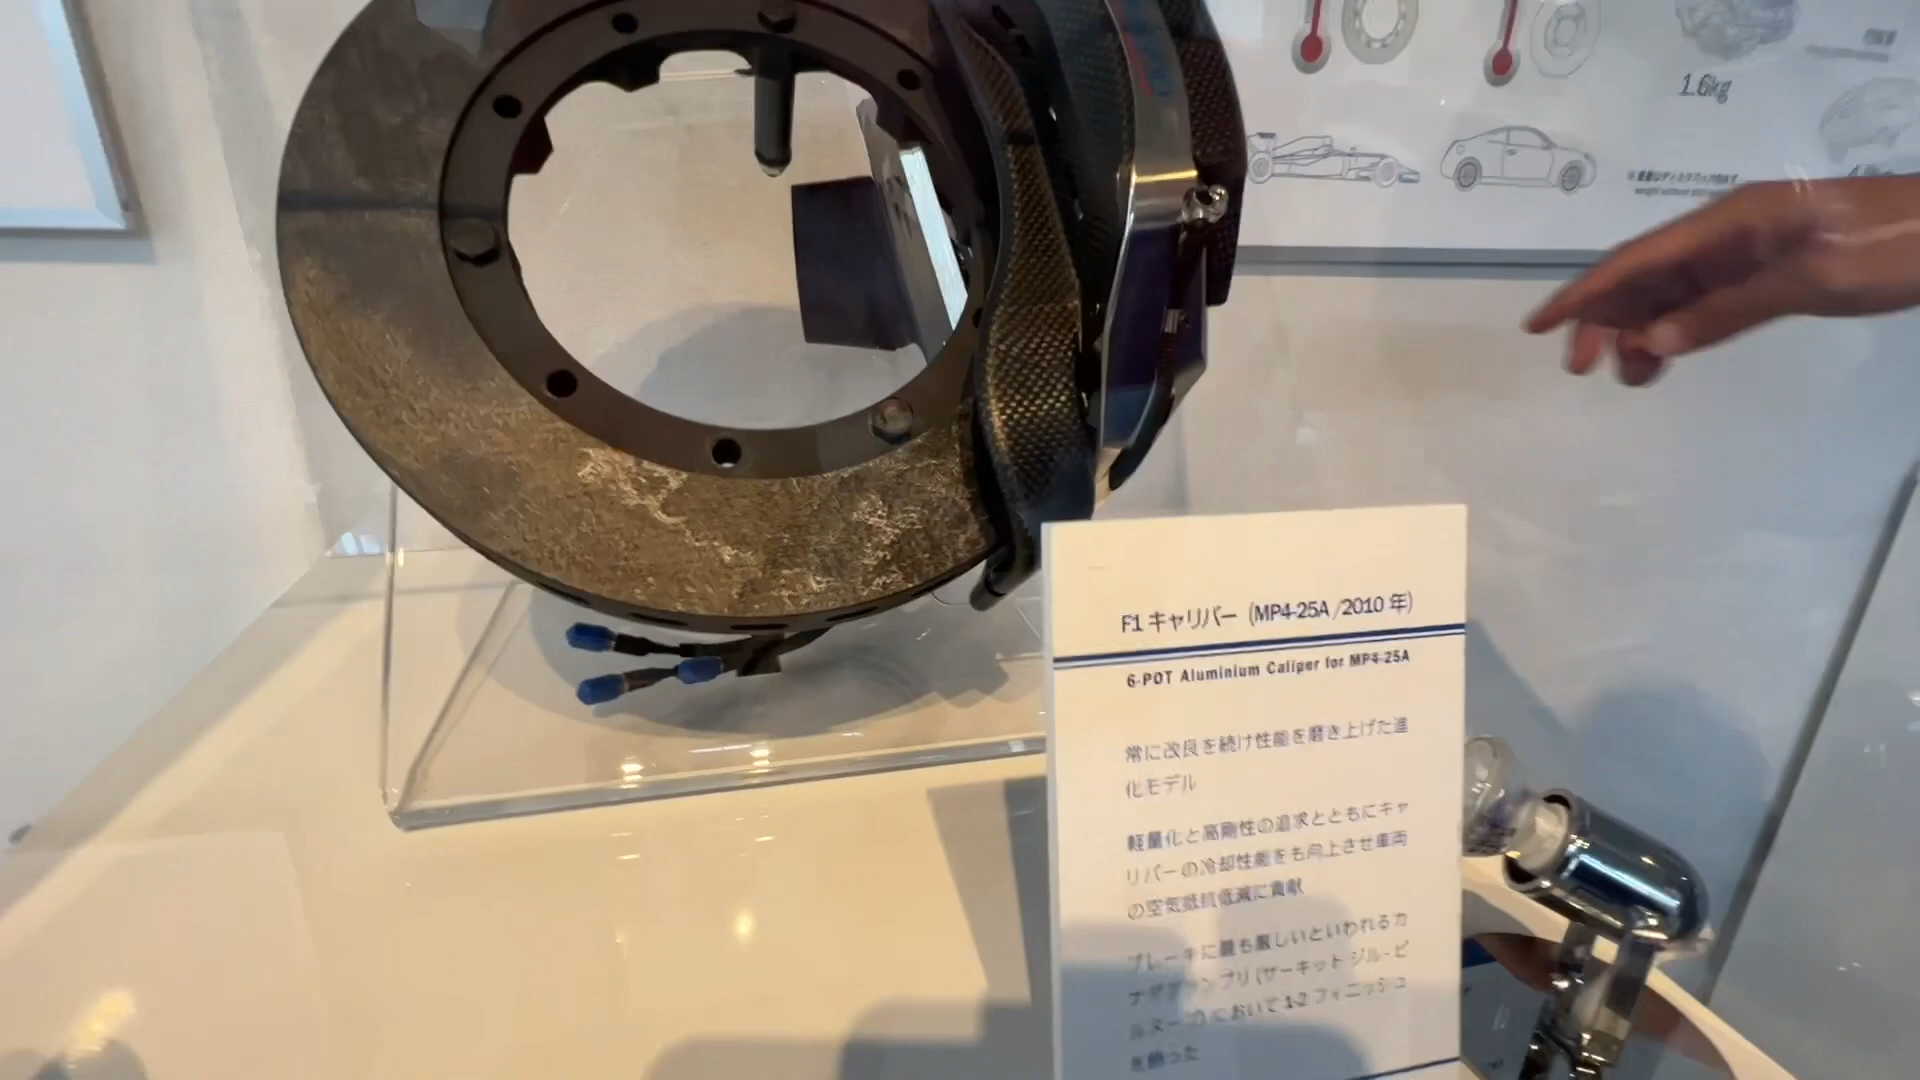 1.6kg
F1 キャリパー (MP4-25A /2010 年)
6-POT Aluminium Caliper for MP4-25A
常に改良を続け性能を磨き上げた進
化モデル
軽量化と高剛性の追求とともにキャ
リパーの冷却性能をも向上させ車両
の空気抵抗低減に貢献
ブレーキに最も厳しいといわれるカ
ナダグランプリ (サーキット ジル・ビ
ルヌーブ) において 1-2 フィニッシュ
を飾った